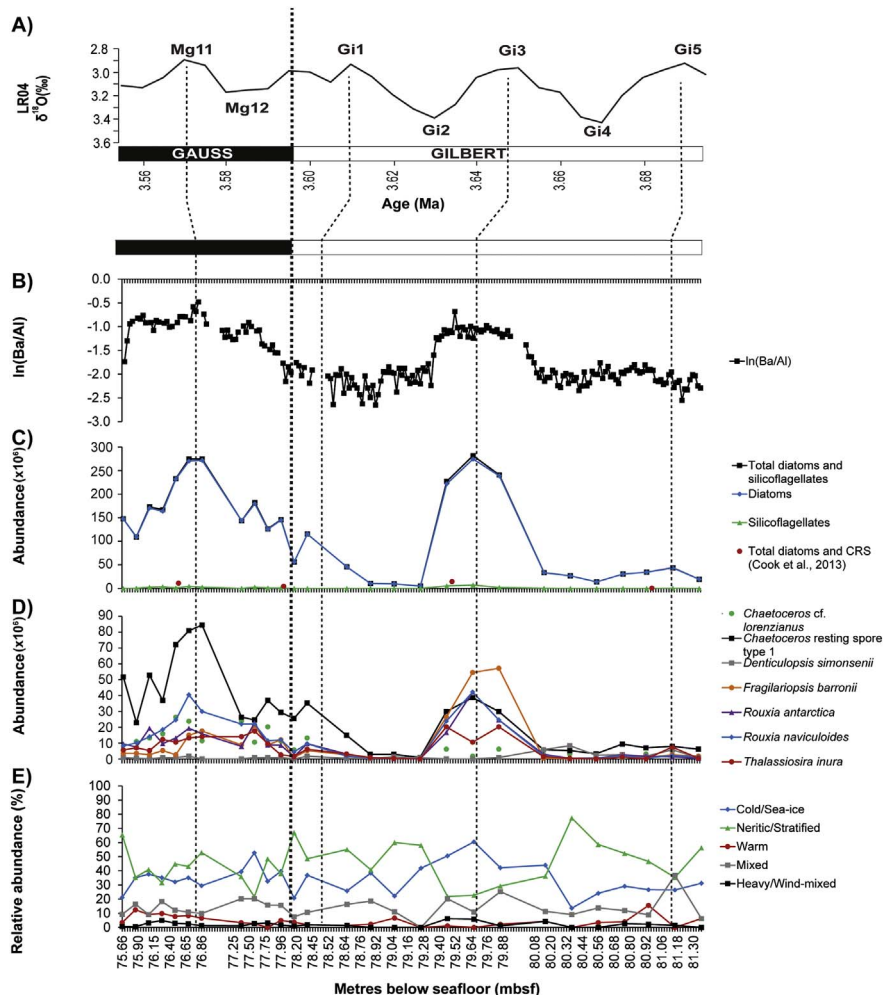 A)
Mg11
Gi1
Gi3
Gi5
Mg12
Gi2
Gi4
LR04
δ¹⁸O(‰)
2.8
3.0
3.2
3.4
3.6
GAUSS
GILBERT
3.56
3.58
3.60
3.62
3.64
3.66
3.68
Age (Ma)
B)
ln(Ba/Al)
0.0
-0.5
-1.0
-1.5
-2.0
-2.5
-3.0
ln(Ba/Al)
C)
Abundance(×10⁶)
300
250
200
150
100
50
0
Total diatoms and
silicoflagellates
Diatoms
Silicoflagellates
Total diatoms and CRS
(Cook et al., 2013)
D)
Abundance(×10⁶)
90
80
70
60
50
40
30
20
10
0
Chaetoceros cf.
lorenzianus
Chaetoceros resting spore
type 1
Denticulopsis simonsenii
Fragilariopsis barronii
Rouxia antarctica
Rouxia naviculoides
Thalassiosira inura
E)
Relative abundance (%)
100
90
80
70
60
50
40
30
20
10
0
Cold/Sea-ice
Neritic/Stratified
Warm
Mixed
Heavy/Wind-mixed
75.66
75.90
76.15
76.40
76.65
76.86
77.25
77.50
77.75
77.96
78.20
78.45
78.52
78.64
78.76
78.92
79.04
79.16
79.28
79.40
79.52
79.64
79.76
79.88
80.08
80.20
80.32
80.44
80.56
80.68
80.80
80.92
81.06
81.18
81.30
Metres below seafloor (mbsf)